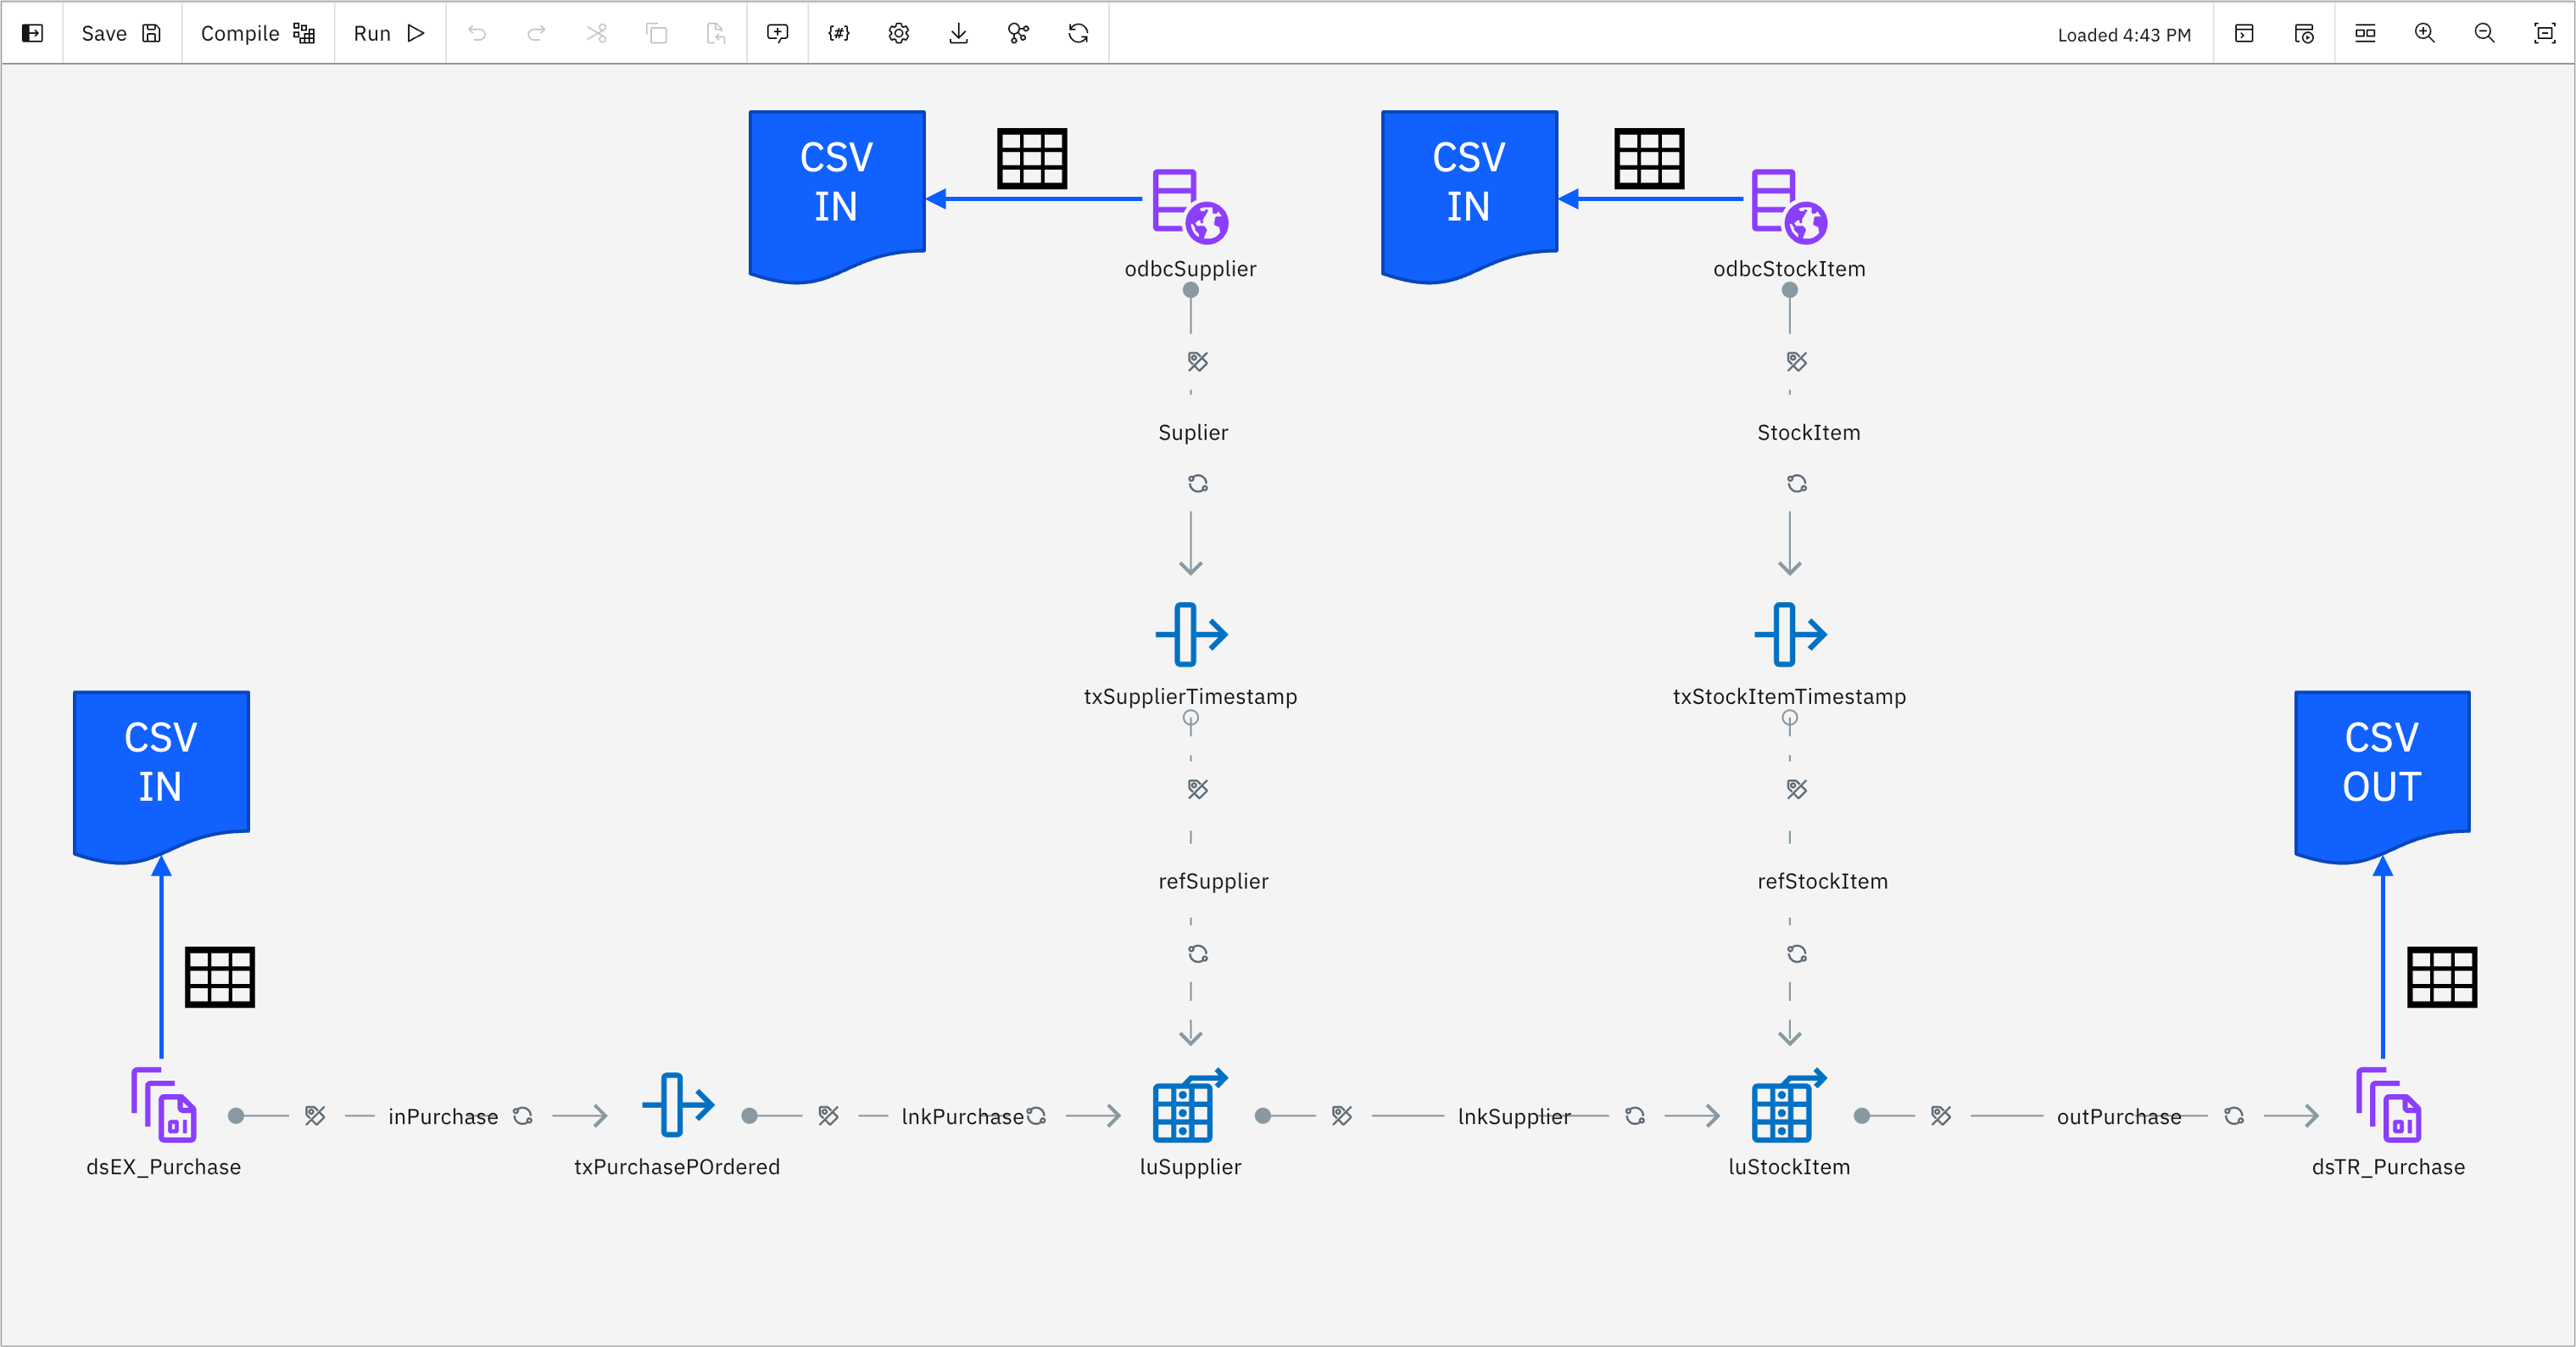 Save
Compile
Run
{#}
Loaded 4:43 PM
CSV
IN
CSV
IN
odbcSupplier
odbcStockItem
Suplier
StockItem
txSupplierTimestamp
txStockItemTimestamp
CSV
IN
CSV
OUT
refSupplier
refStockItem
inPurchase
lnkPurchase
lnkSupplier
outPurchase
dsEX_Purchase
txPurchasePOrdered
luSupplier
luStockItem
dsTR_Purchase